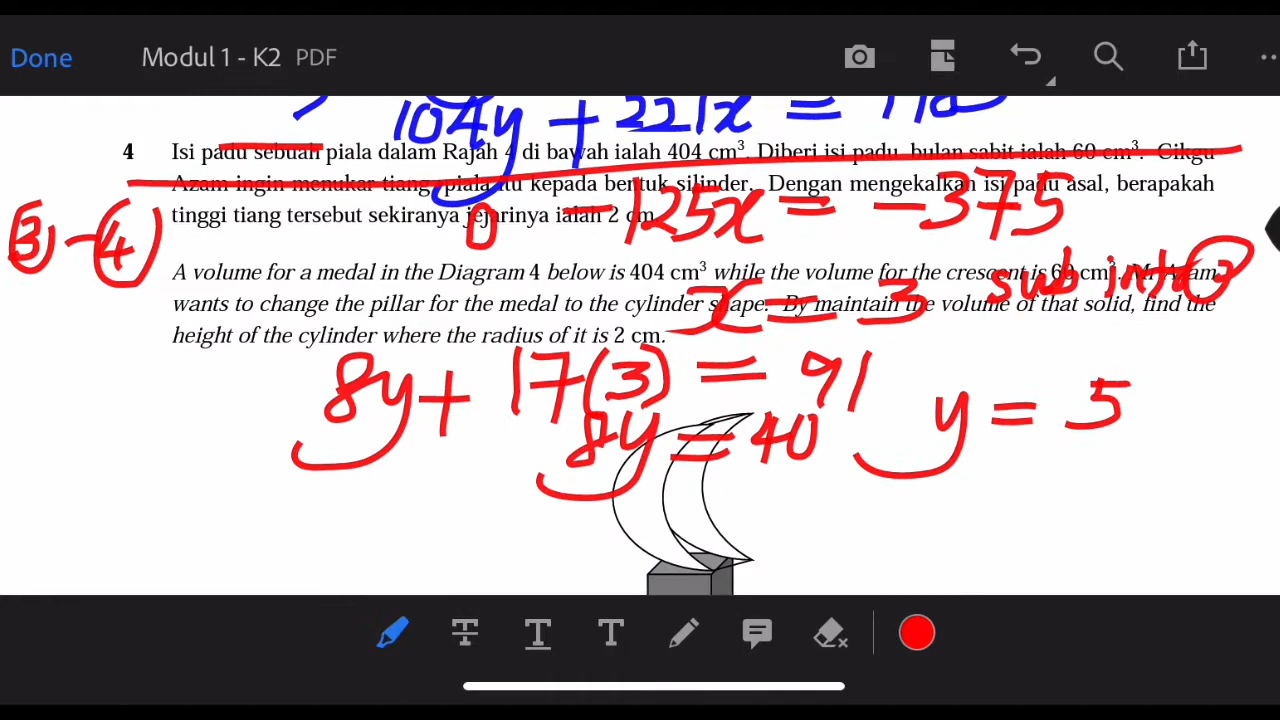 Done Modul 1 - K2 PDF
104y + 221x =
4 Isi padu sebuah piala dalam Rajah 4 di bawah ialah 404 cm³. Diberi isi padu bulan sabit ialah 60 cm³. Cikgu
Azam ingin menukar tiang piala itu kepada bentuk silinder. Dengan mengekalkan isi padu asal, berapakah
tinggi tiang tersebut sekiranya jejarinya ialah 2 cm.
③ - ④ 0 - 125x = - 375
A volume for a medal in the Diagram 4 below is 404 cm³ while the volume for the crescent is 60 cm³. Mr Azam
sub into
wants to change the pillar for the medal to the cylinder shape. By maintain the volume of that solid, find the
x = 3
height of the cylinder where the radius of it is 2 cm.
8y + 17(3) = 91
8y = 40 y = 5